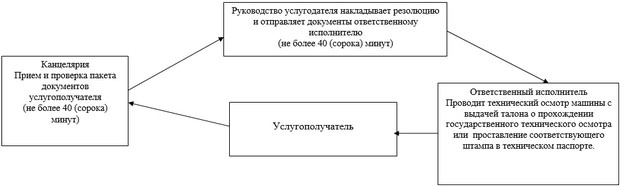 Руководство услугодателя накладывает резолюцию
и отправляет документы ответственному
исполнителю
(не более 40 (сорока) минут)
Канцелярия
Прием и проверка пакета
документов
услугополучателя
(не более 40 (сорока)
минут)
Ответственный исполнитель
Проводит технический осмотр машины с
выдачей талона о прохождении
государственного технического осмотра
или проставление соответствующего
штампа в техническом паспорте.
Услугополучатель